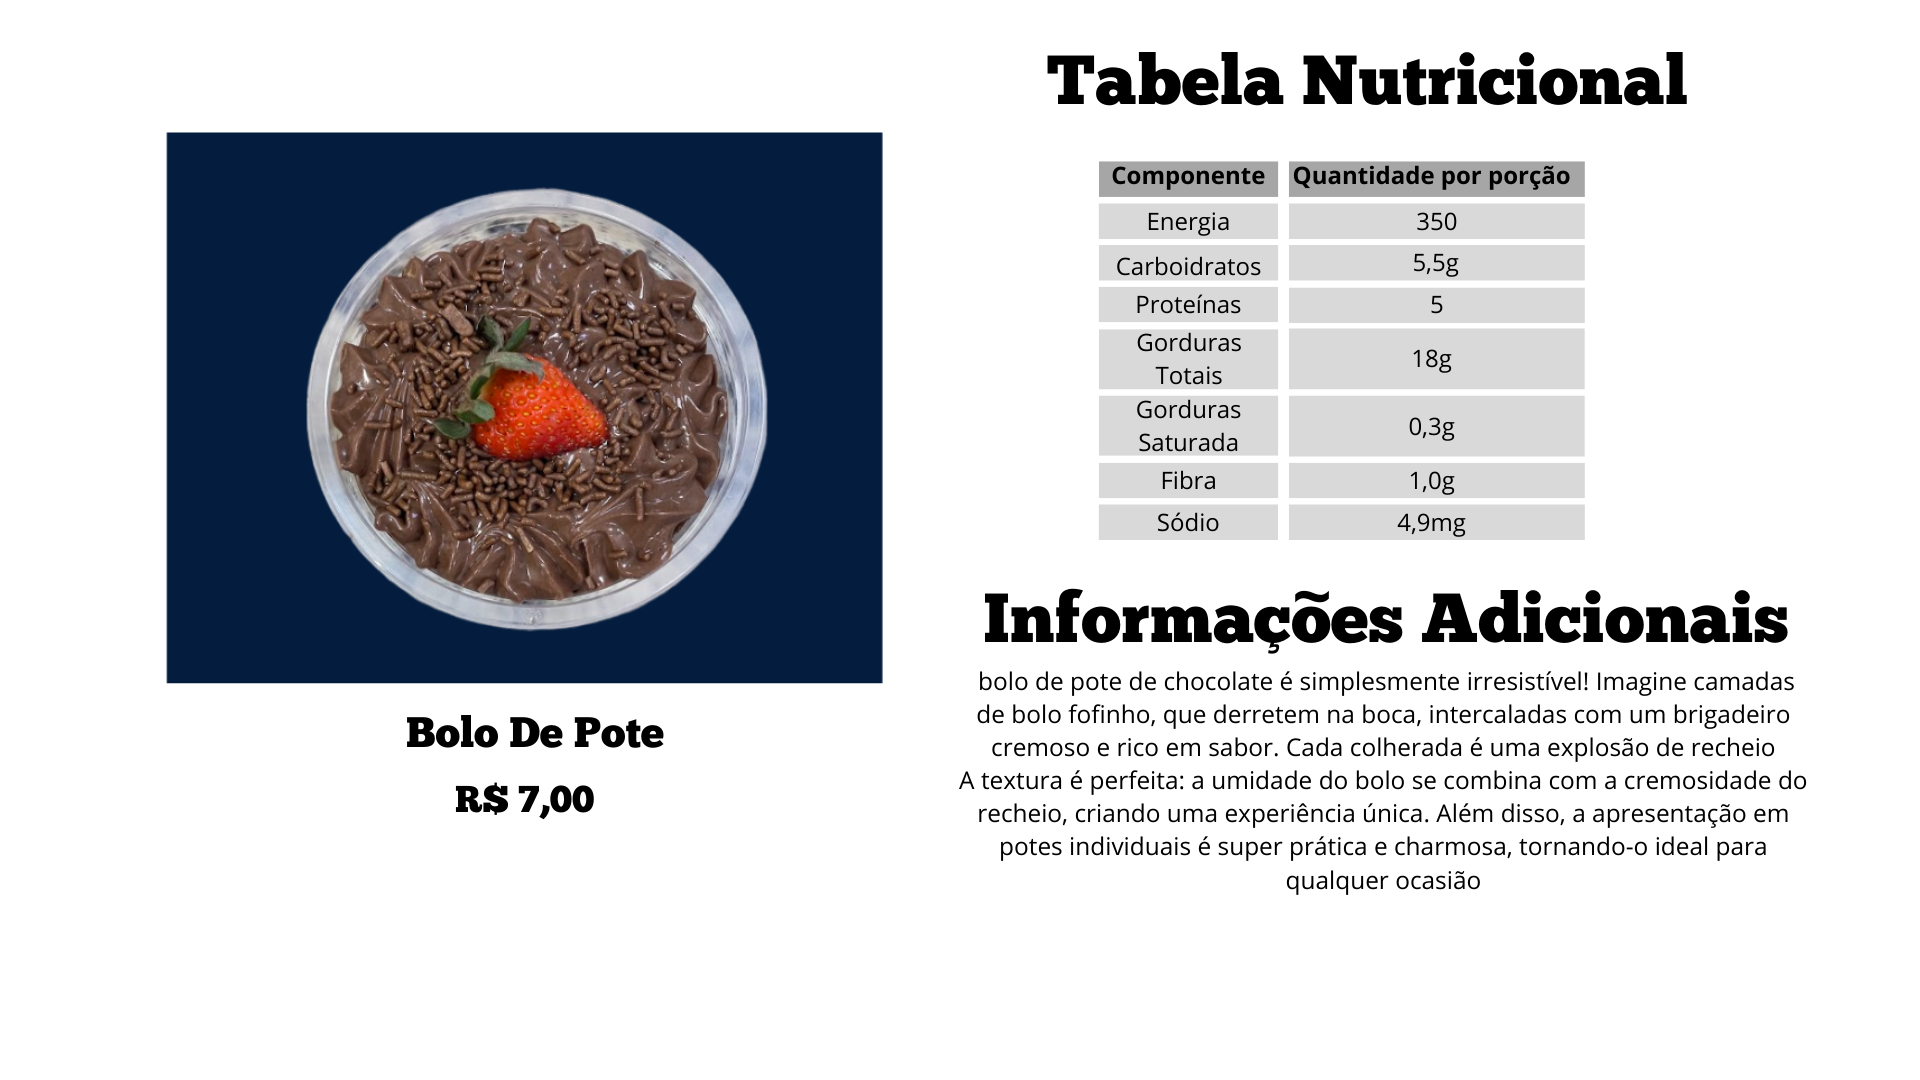 Bolo De Pote
R$ 7,00
Tabela Nutricional
Componente Quantidade por porção
Energia 350
Carboidratos 5,5g
Proteínas 5
Gorduras
Totais 18g
Gorduras
Saturada 0,3g
Fibra 1,0g
Sódio 4,9mg
Informações Adicionais
bolo de pote de chocolate é simplesmente irresistível! Imagine camadas
de bolo fofinho, que derretem na boca, intercaladas com um brigadeiro
cremoso e rico em sabor. Cada colherada é uma explosão de recheio
A textura é perfeita: a umidade do bolo se combina com a cremosidade do
recheio, criando uma experiência única. Além disso, a apresentação em
potes individuais é super prática e charmosa, tornando-o ideal para
qualquer ocasião